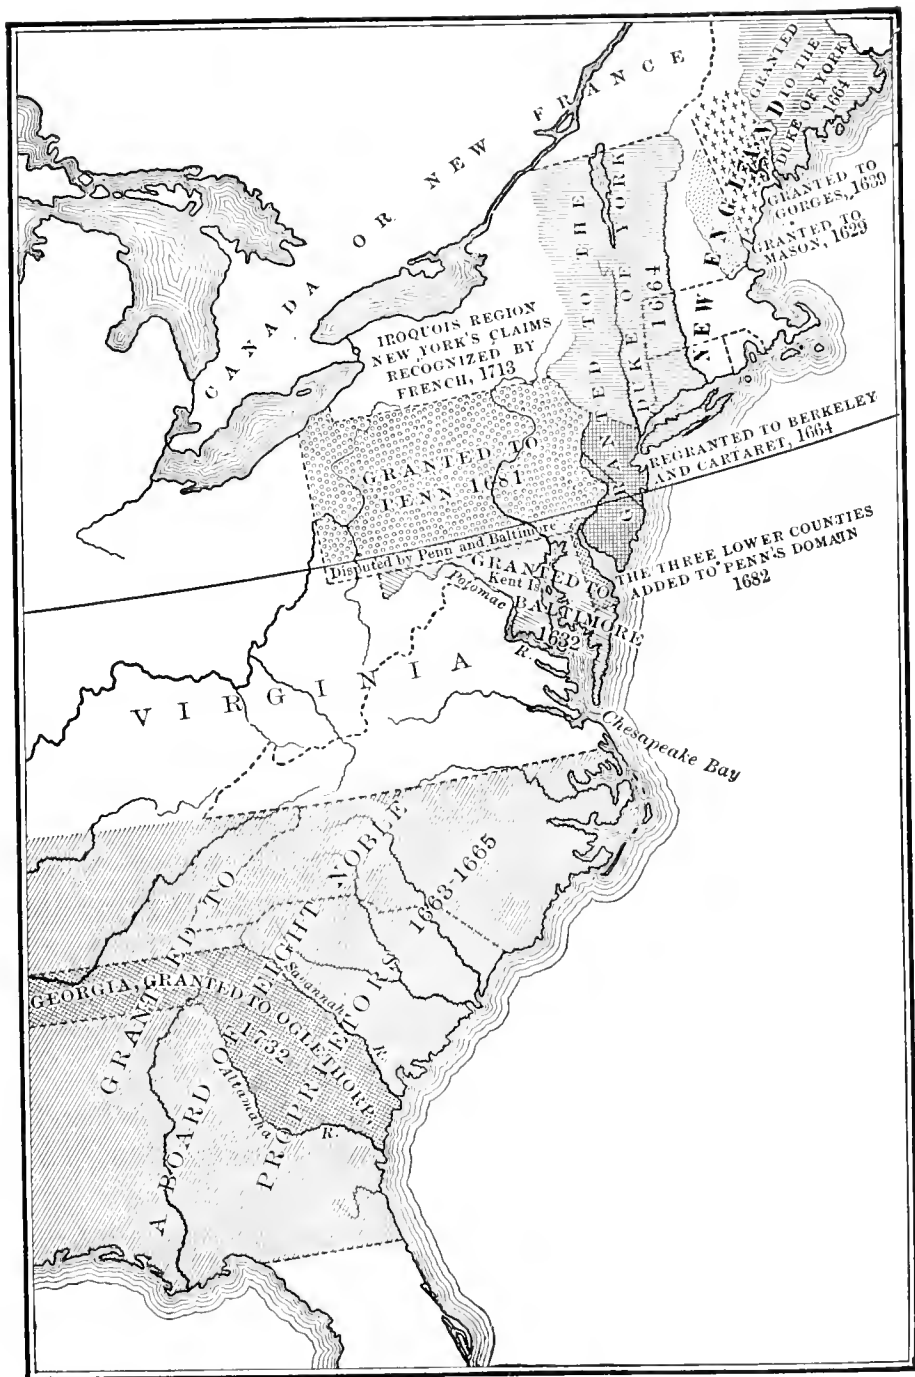 CANADA OR NEW FRANCE
NEW ENGLAND
GRANTED
TO THE
DUKE OF YORK
1664
GRANTED TO
GORGES, 1639
GRANTED TO
MASON, 1629
GRANTED TO THE
DUKE OF YORK
1664
IROQUOIS REGION
NEW YORK'S CLAIMS
RECOGNIZED BY
FRENCH, 1713
REGRANTED TO BERKELEY
AND CARTARET, 1664
GRANTED TO
PENN 1681
Disputed by Penn and Baltimore
THE THREE LOWER COUNTIES
ADDED TO PENN'S DOMAIN
1682
GRANTED TO
Kent Is.
BALTIMORE
1632
Potomac
R.
VIRGINIA
Chesapeake Bay
GRANTED TO
A BOARD OF EIGHT NOBLE
PROPRIETORS
1663-1665
GEORGIA, GRANTED TO OGLETHORP,
1732
Savannah
R.
Altamaha
R.